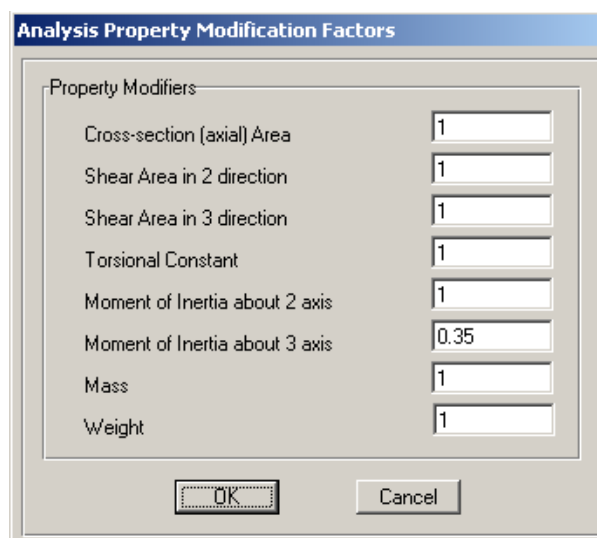 Analysis Property Modification Factors
Property Modifiers
Cross-section (axial) Area 1
Shear Area in 2 direction 1
Shear Area in 3 direction 1
Torsional Constant 1
Moment of Inertia about 2 axis 1
Moment of Inertia about 3 axis 0.35
Mass 1
Weight 1
OK Cancel